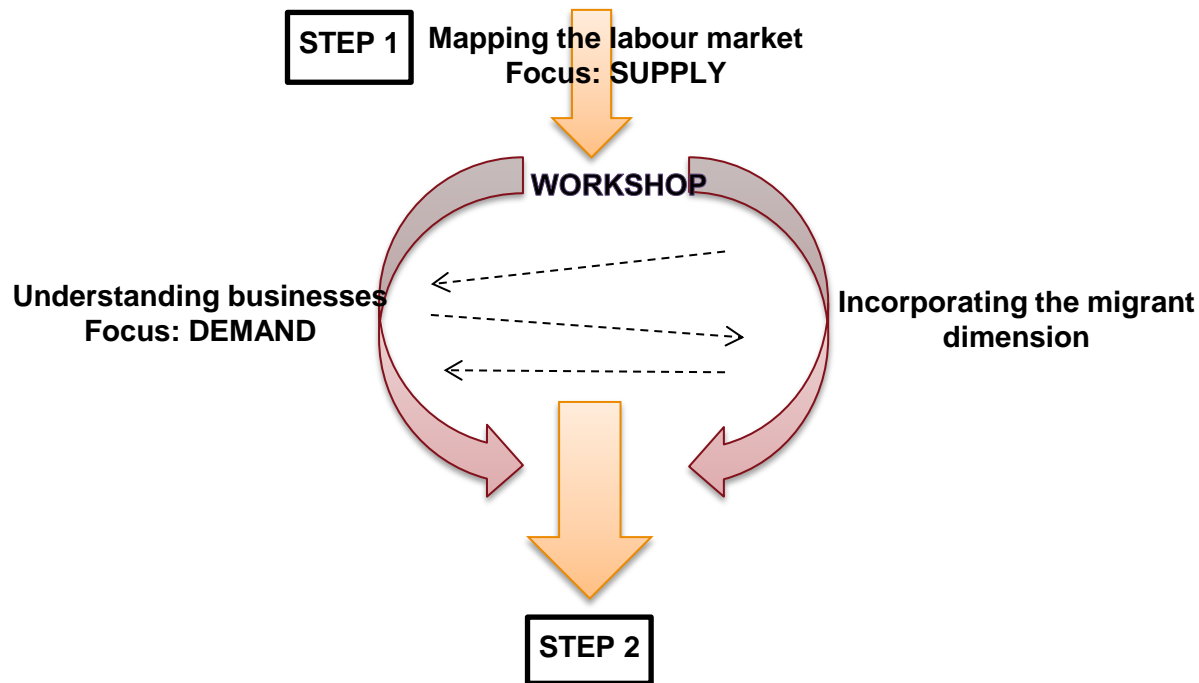 STEP 1
Mapping the labour market
Focus: SUPPLY
WORKSHOP
Understanding businesses
Focus: DEMAND
Incorporating the migrant
dimension
STEP 2